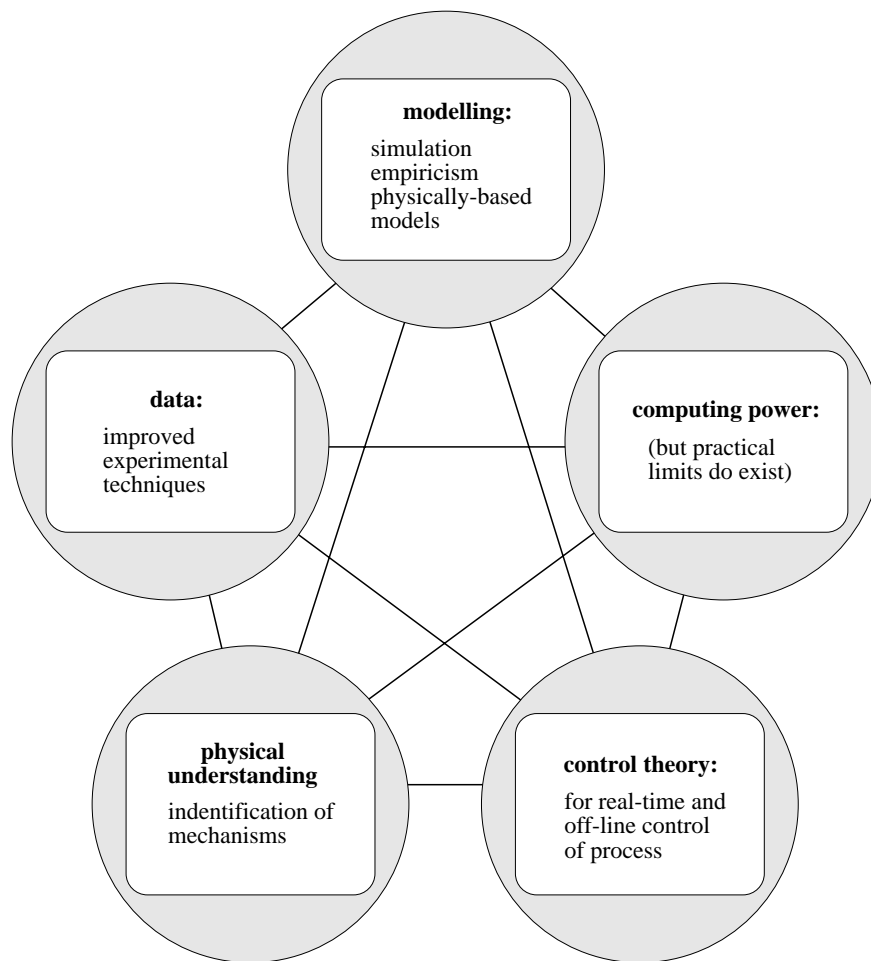 modelling:
simulation
empiricism
physically-based
models
data:
improved
experimental
techniques
computing power:
(but practical
limits do exist)
physical
understanding
indentification of
mechanisms
control theory:
for real-time and
off-line control
of process